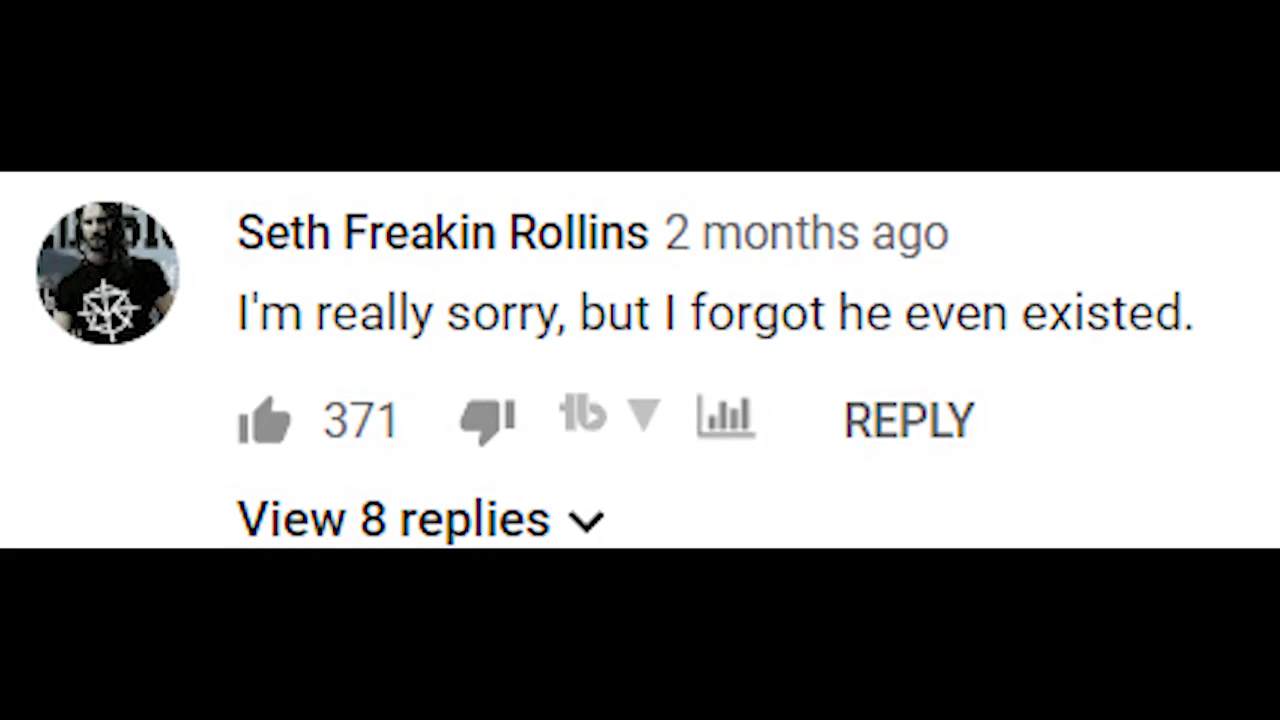 Seth Freakin Rollins 2 months ago
I'm really sorry, but I forgot he even existed.
371 REPLY
View 8 replies